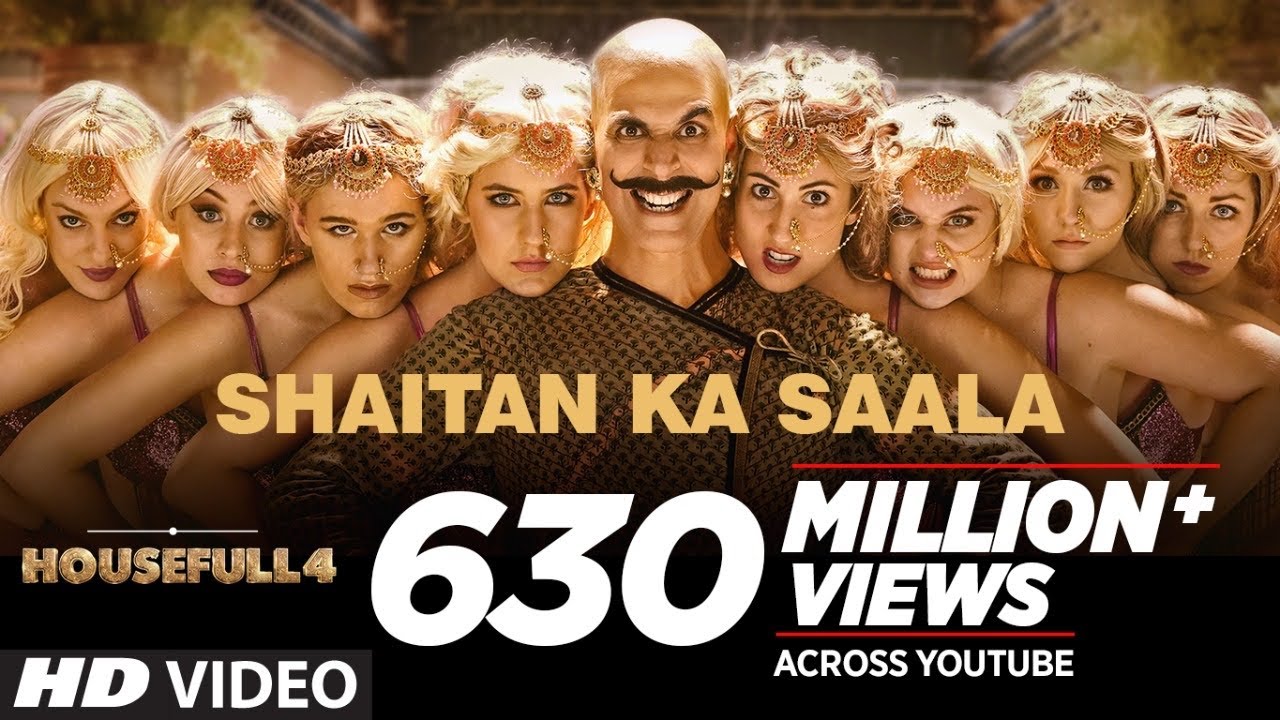 SHAITAN KA SAALA
HOUSEFULL4
630
MILLION+
VIEWS
ACROSS YOUTUBE
HD VIDEO